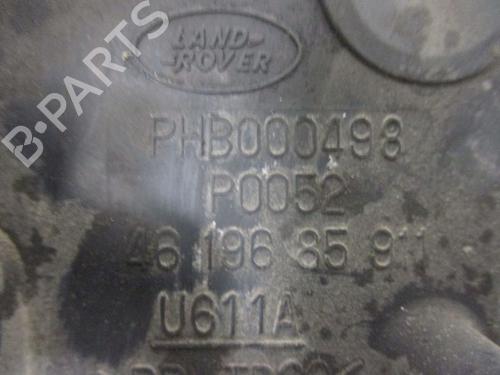 B-PARTS
LAND-
-ROVER
PHB000498
P0052
46 196 85 911
U611A